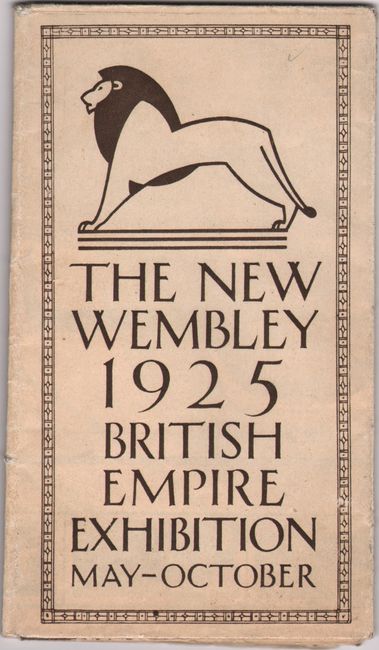 THE NEW
WEMBLEY
1925
BRITISH
EMPIRE
EXHIBITION
MAY-OCTOBER